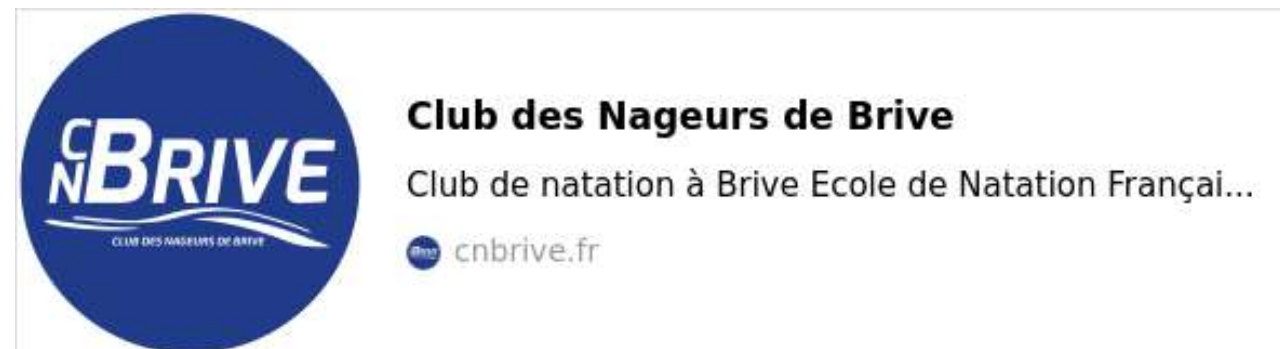 CN BRIVE
CLUB DES NAGEURS DE BRIVE
Club des Nageurs de Brive
Club de natation à Brive Ecole de Natation Françai...
cnbrive.fr